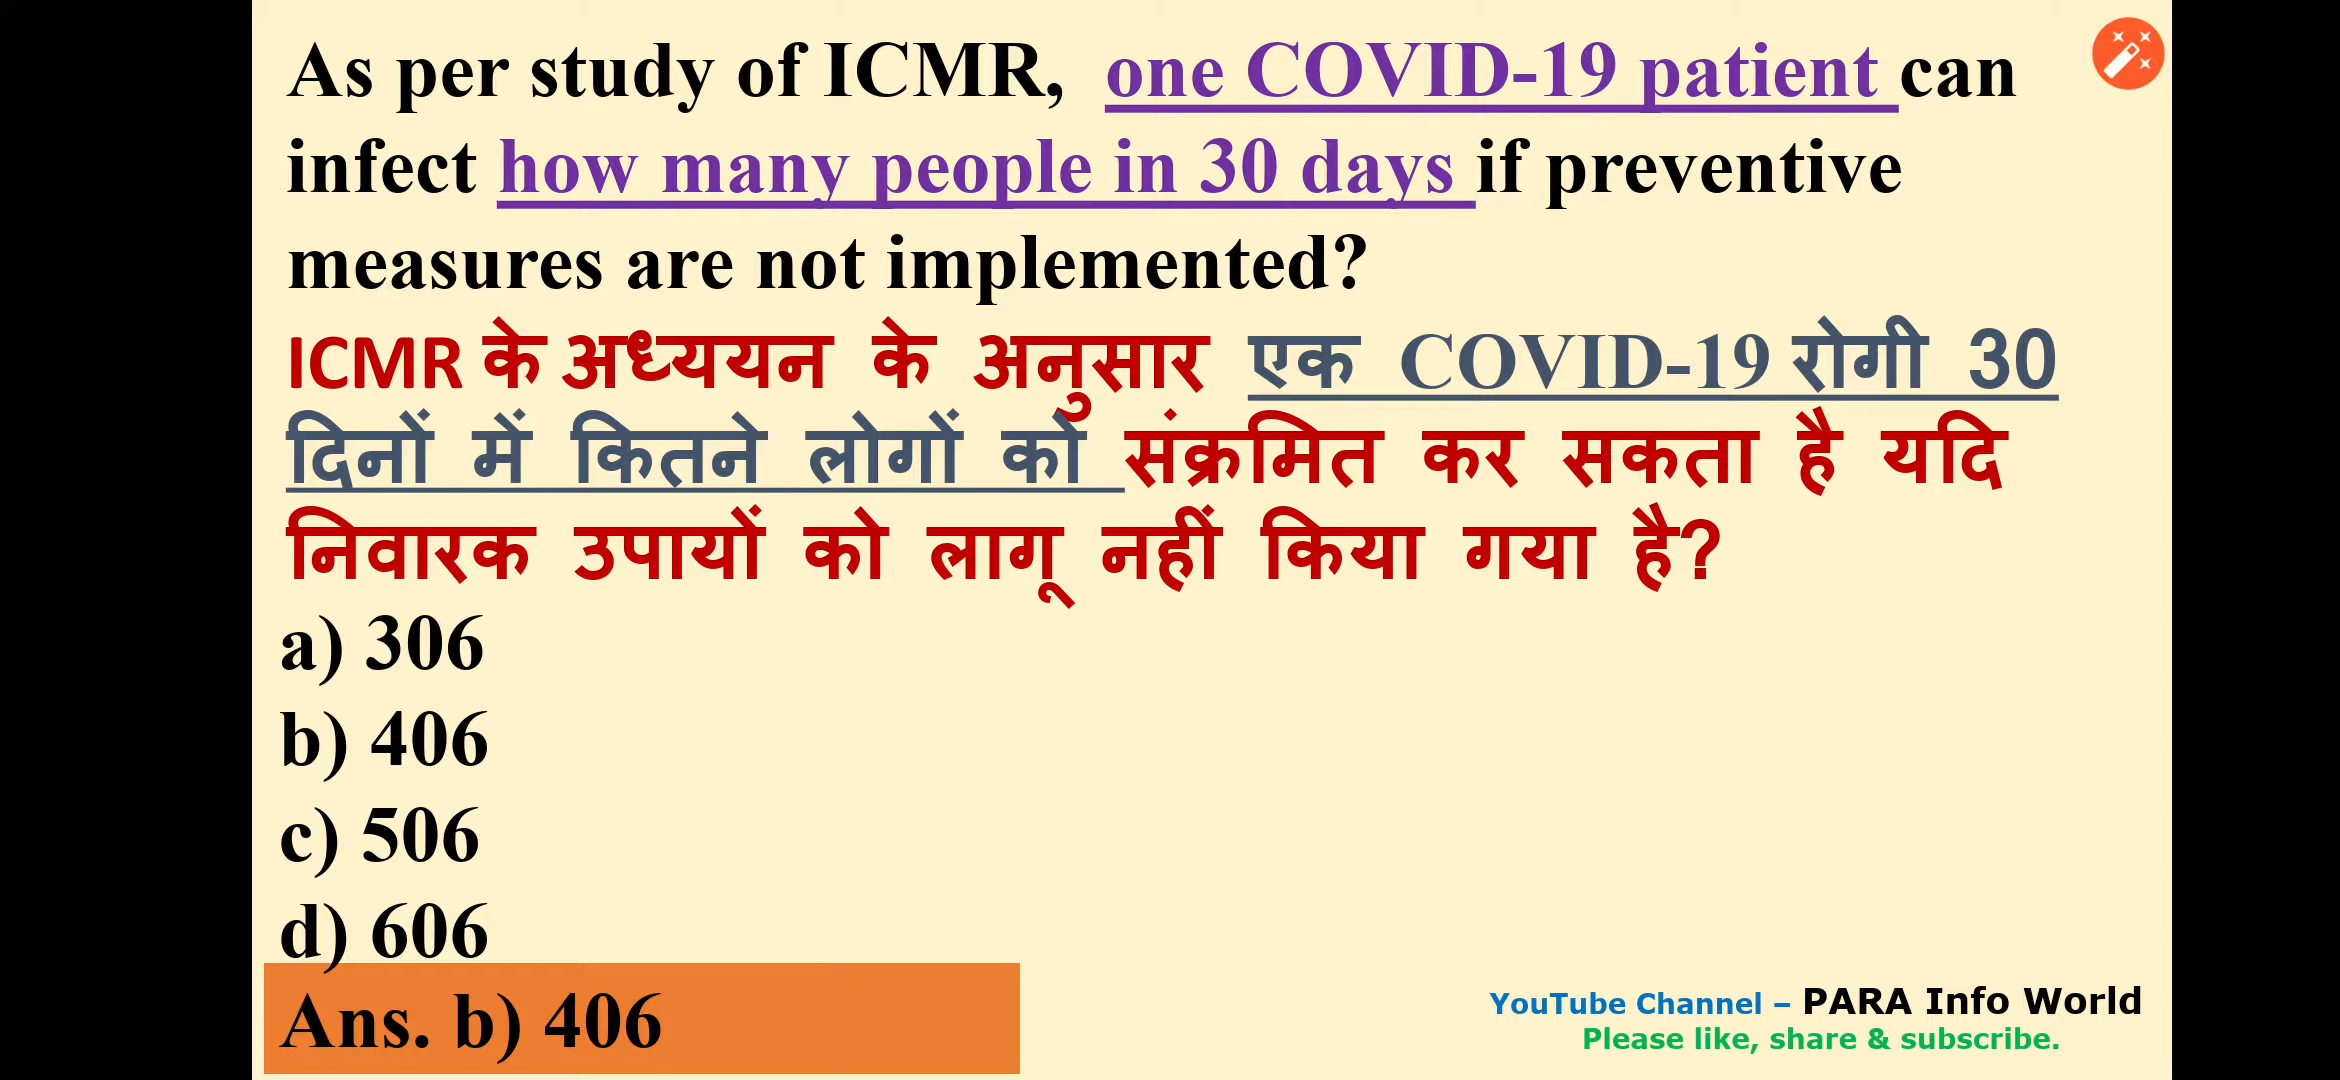 As per study of ICMR, one COVID-19 patient can
infect how many people in 30 days if preventive
measures are not implemented?
ICMR के अध्ययन के अनुसार एक COVID-19 रोगी 30
दिनों में कितने लोगों को संक्रमित कर सकता है यदि
निवारक उपायों को लागू नहीं किया गया है?
a) 306
b) 406
c) 506
d) 606
Ans. b) 406
YouTube Channel – PARA Info World
Please like, share & subscribe.